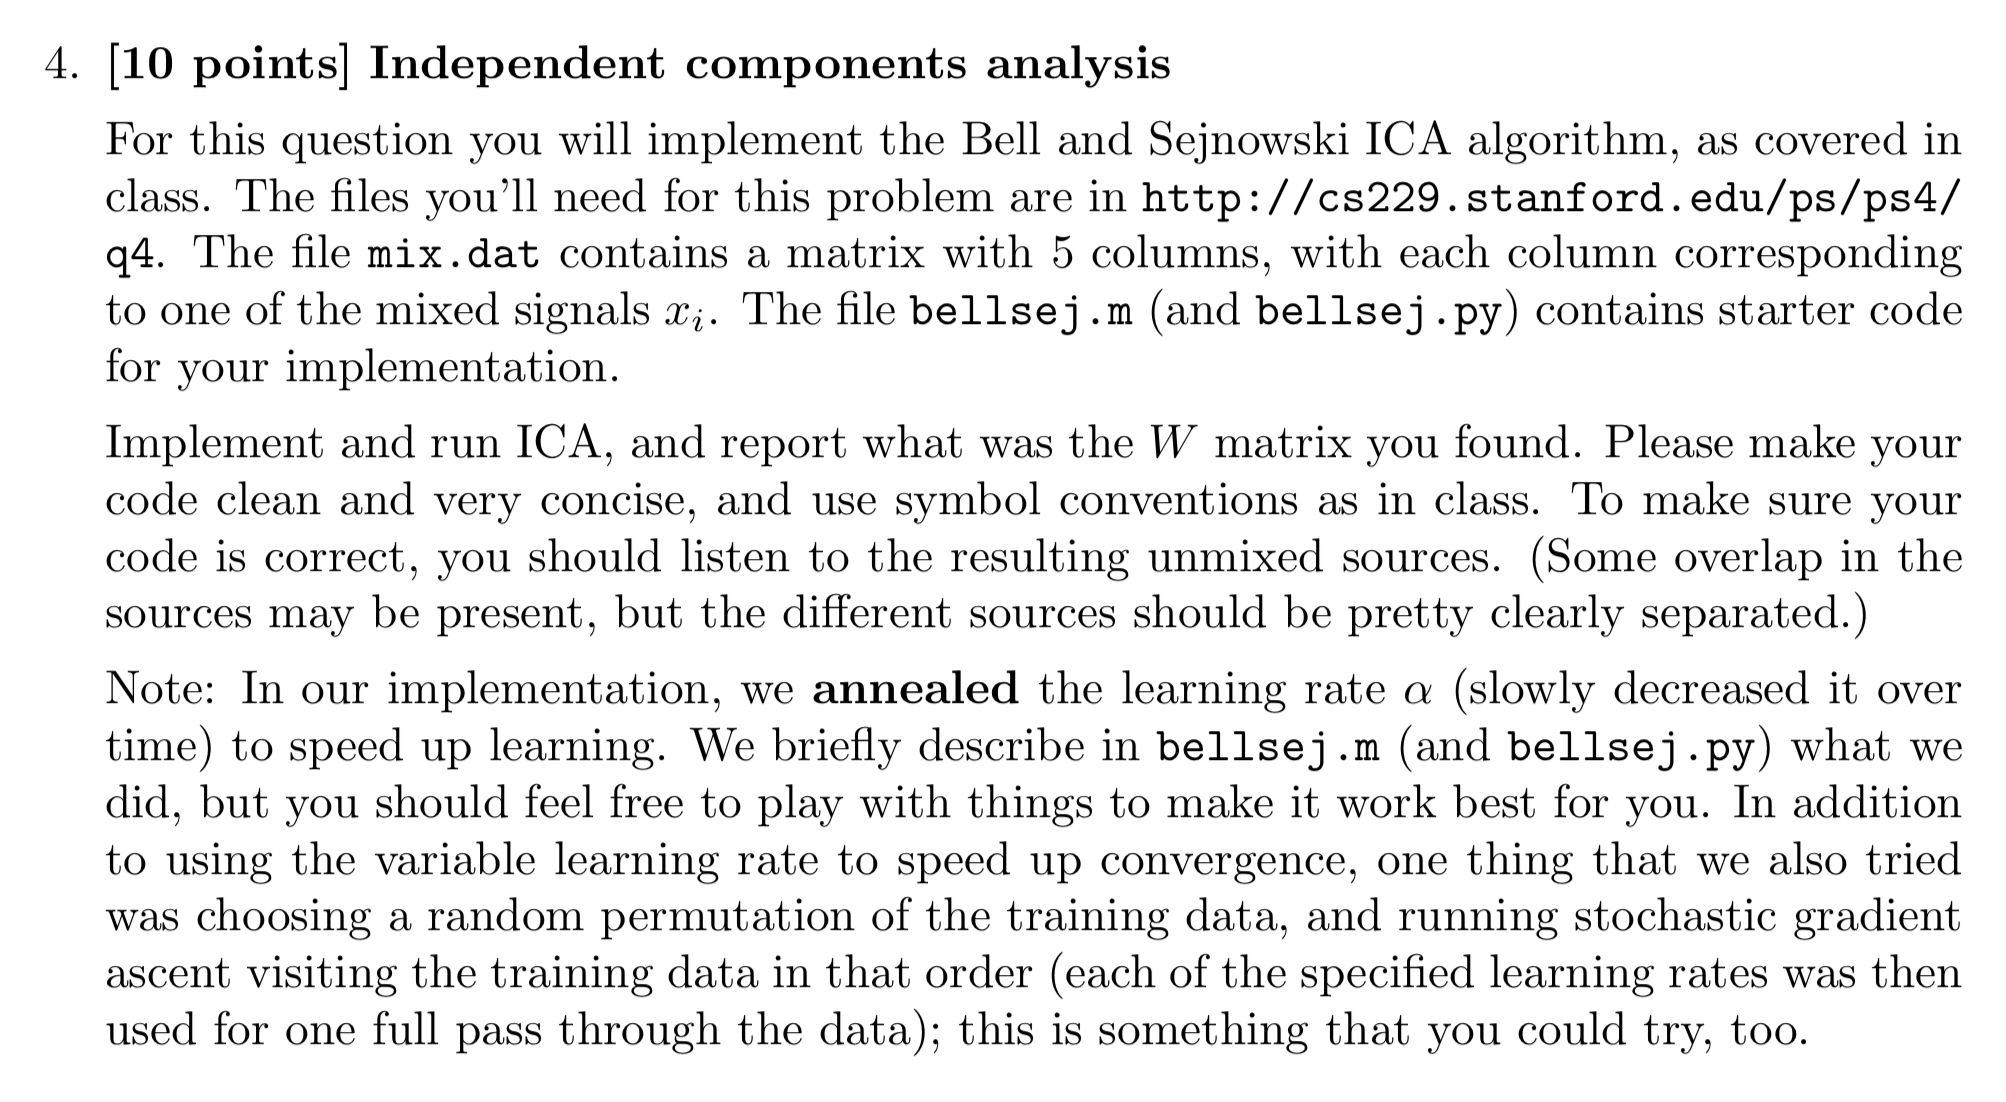 4. [10 points] Independent components analysis
For this question you will implement the Bell and Sejnowski ICA algorithm, as covered in
class. The files you'll need for this problem are in http://cs229.stanford.edu/ps/ps4/
q4. The file mix.dat contains a matrix with 5 columns, with each column corresponding
to one of the mixed signals xᵢ. The file bellsej.m (and bellsej.py) contains starter code
for your implementation.
Implement and run ICA, and report what was the W matrix you found. Please make your
code clean and very concise, and use symbol conventions as in class. To make sure your
code is correct, you should listen to the resulting unmixed sources. (Some overlap in the
sources may be present, but the different sources should be pretty clearly separated.)
Note: In our implementation, we annealed the learning rate α (slowly decreased it over
time) to speed up learning. We briefly describe in bellsej.m (and bellsej.py) what we
did, but you should feel free to play with things to make it work best for you. In addition
to using the variable learning rate to speed up convergence, one thing that we also tried
was choosing a random permutation of the training data, and running stochastic gradient
ascent visiting the training data in that order (each of the specified learning rates was then
used for one full pass through the data); this is something that you could try, too.